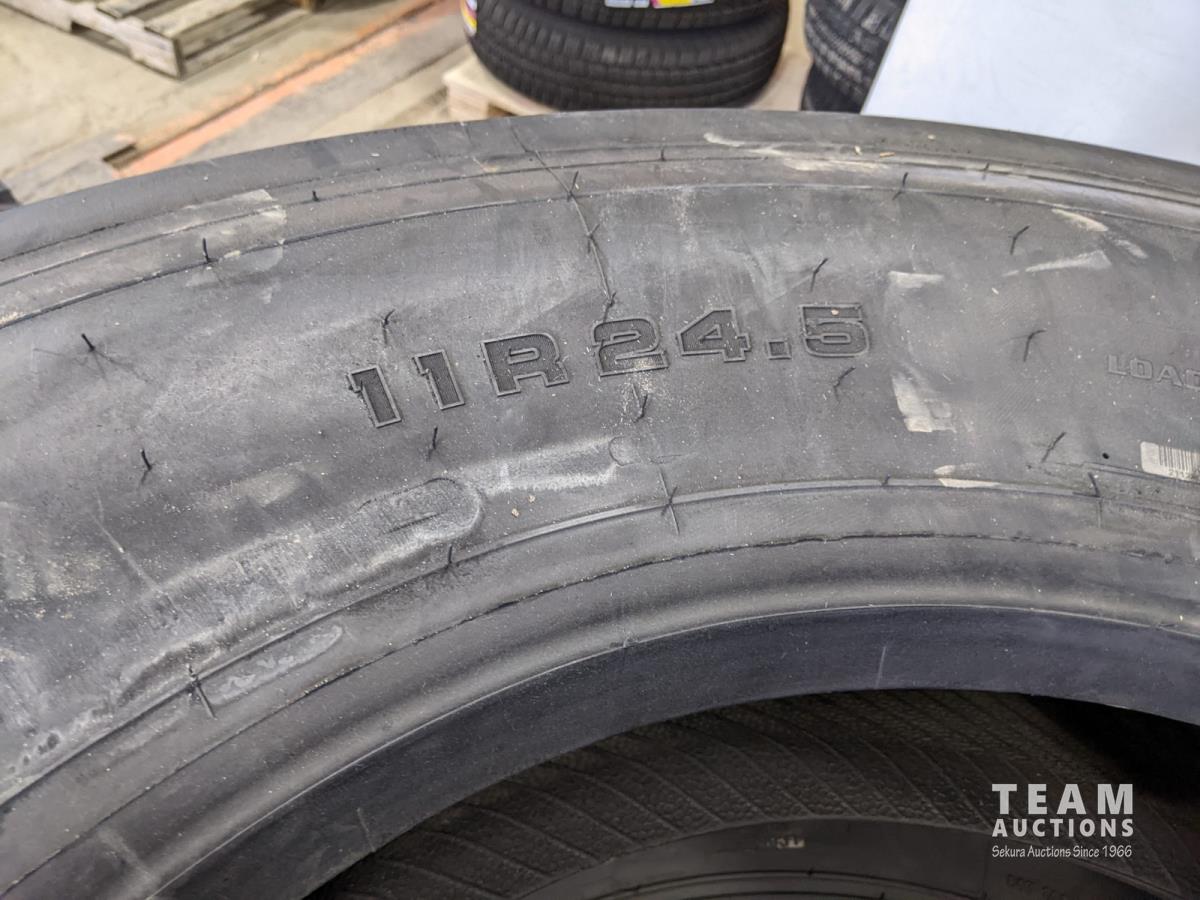 11R24.5
LOAD
TEAM
AUCTIONS
Sekura Auctions Since 1966